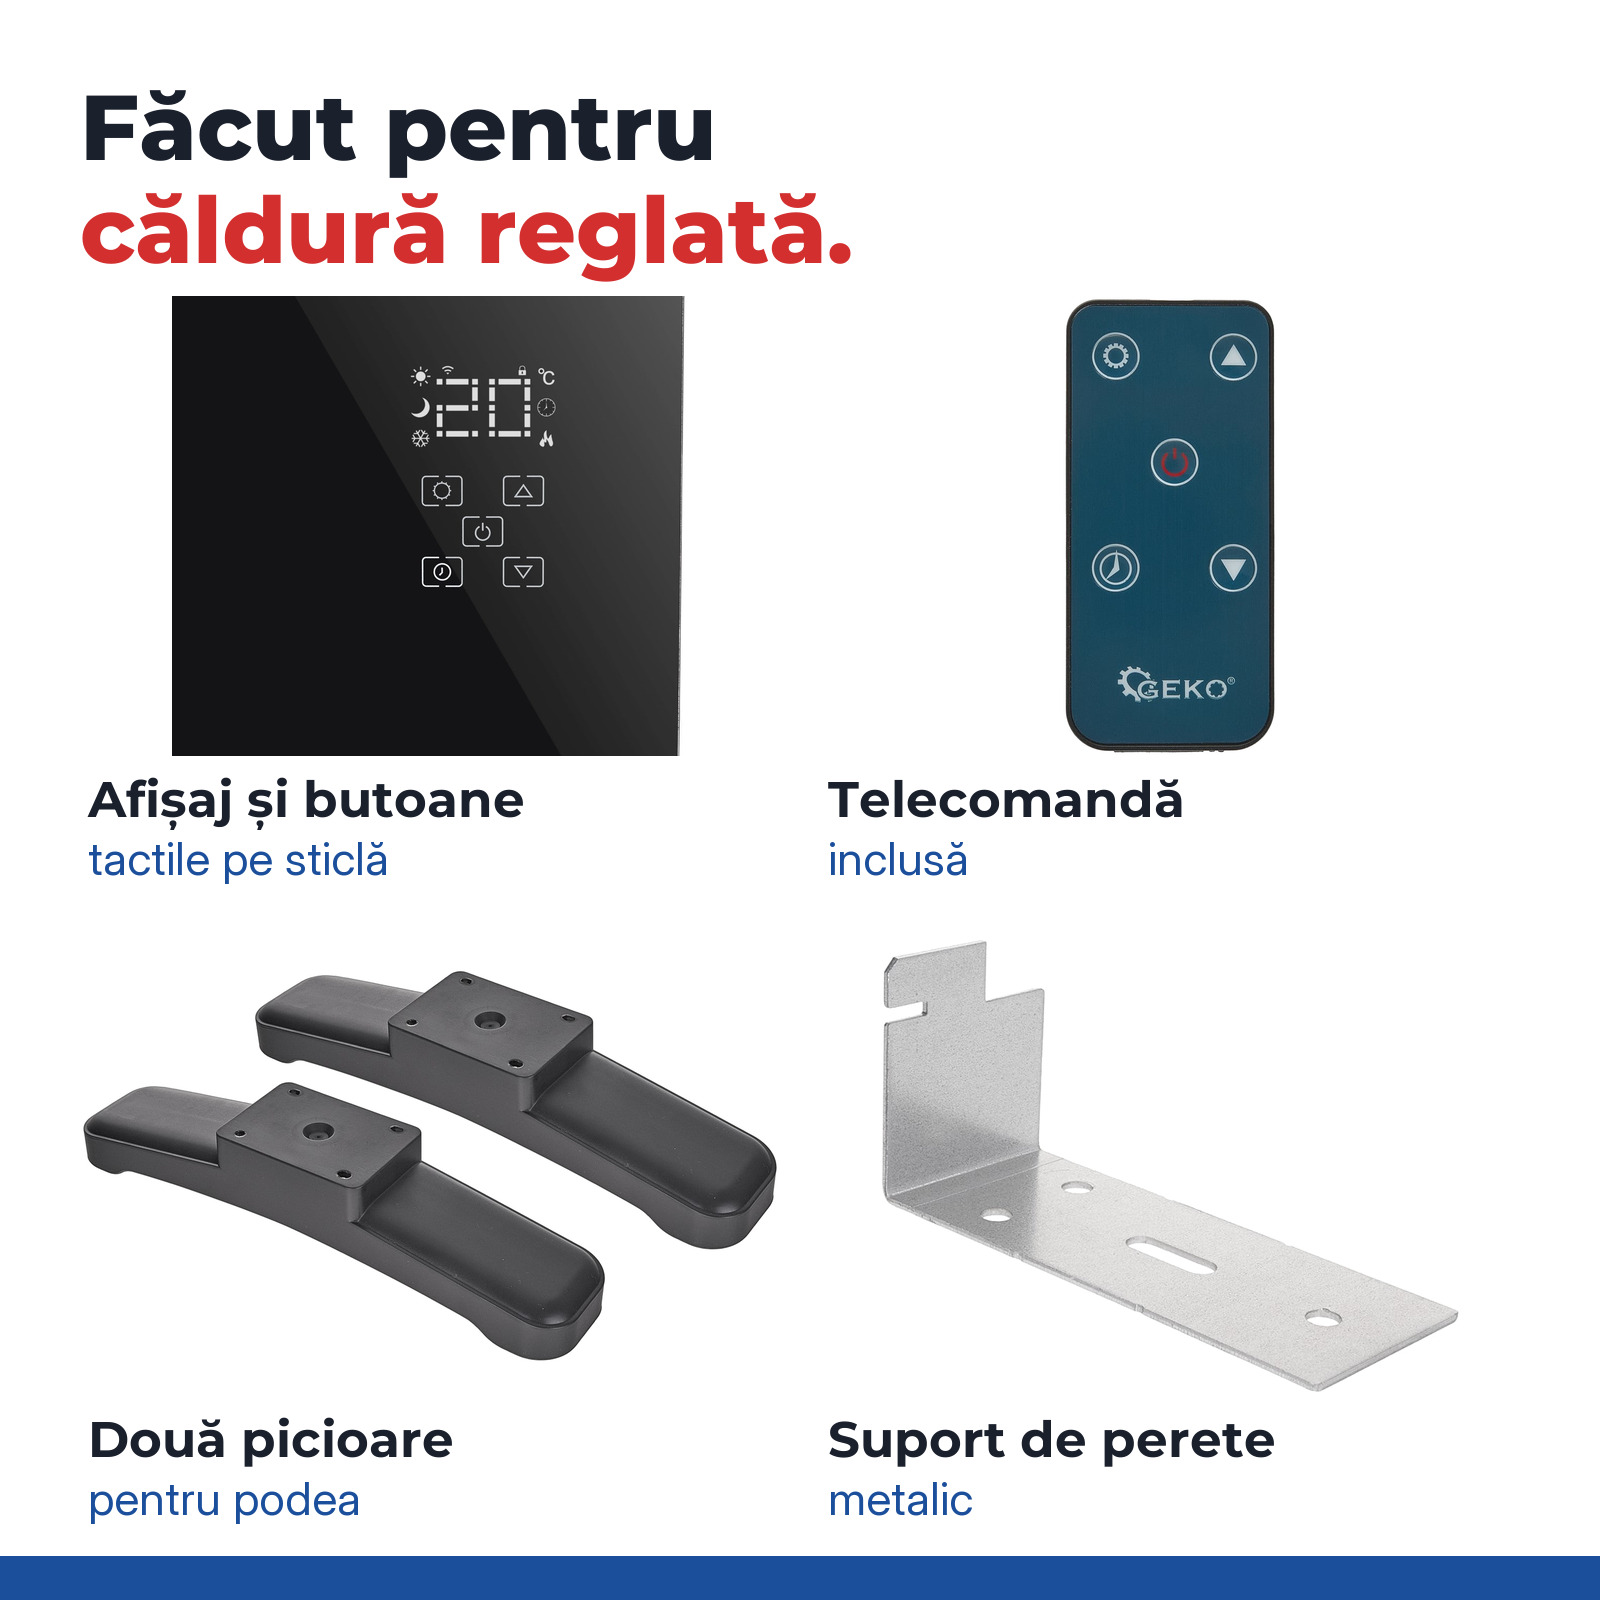 Făcut pentru
căldură reglată.
20 °C
GEKO®
Afișaj și butoane
tactile pe sticlă
Telecomandă
inclusă
Două picioare
pentru podea
Suport de perete
metalic